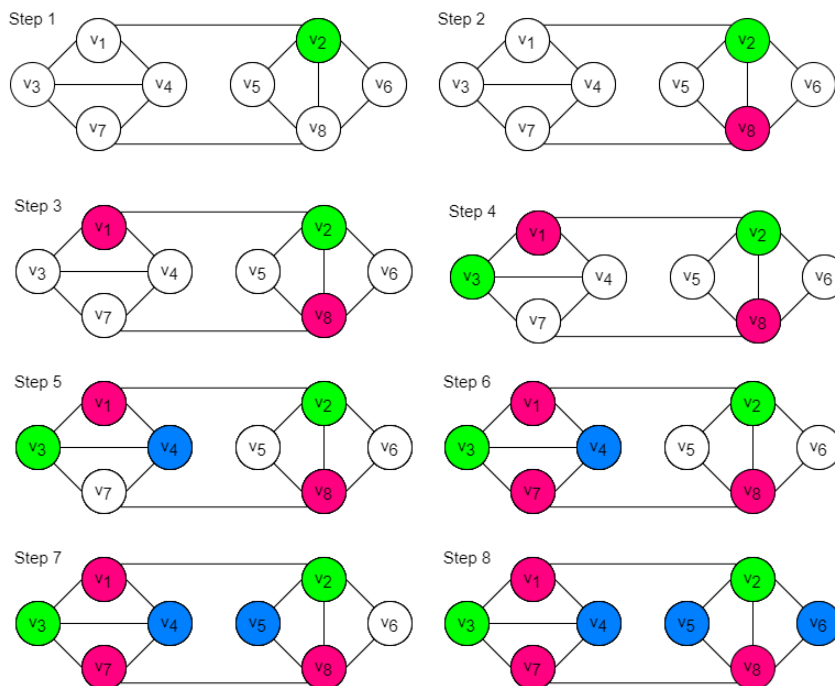 Step 1
Step 2
v1 v2
v3 v4 v5 v6
v7 v8
v1 v2
v3 v4 v5 v6
v7 v8
Step 3
Step 4
v1 v2
v3 v4 v5 v6
v7 v8
v1 v2
v3 v4 v5 v6
v7 v8
Step 5
Step 6
v1 v2
v3 v4 v5 v6
v7 v8
v1 v2
v3 v4 v5 v6
v7 v8
Step 7
Step 8
v1 v2
v3 v4 v5 v6
v7 v8
v1 v2
v3 v4 v5 v6
v7 v8